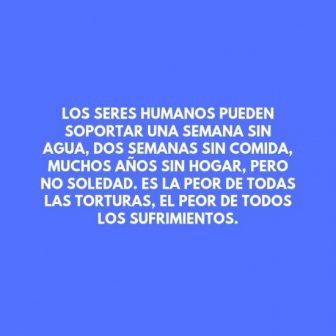 LOS SERES HUMANOS PUEDEN
SOPORTAR UNA SEMANA SIN
AGUA, DOS SEMANAS SIN COMIDA,
MUCHOS AÑOS SIN HOGAR, PERO
NO SOLEDAD. ES LA PEOR DE TODAS
LAS TORTURAS, EL PEOR DE TODOS
LOS SUFRIMIENTOS.